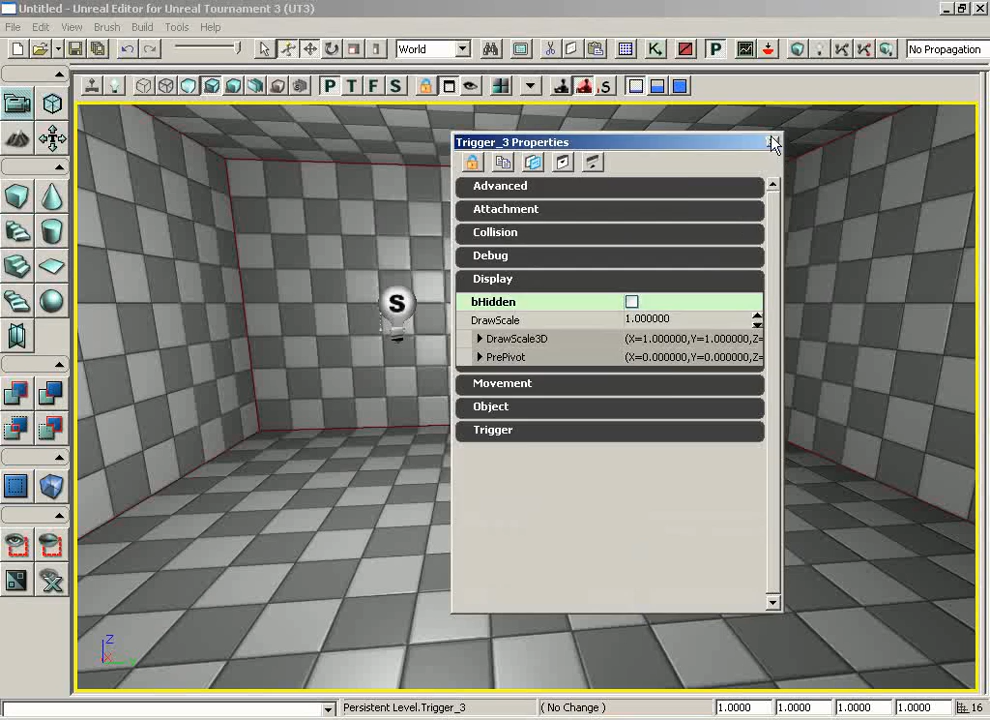 Untitled - Unreal Editor for Unreal Tournament 3 (UT3)
File Edit View Brush Build Tools Help
World
P
No Propagation
P T F S
S
Trigger_3 Properties
Advanced
Attachment
Collision
Debug
Display
bHidden
DrawScale 1.000000
DrawScale3D (X=1.000000,Y=1.000000,Z=
PrePivot (X=0.000000,Y=0.000000,Z=
Movement
Object
Trigger
S
Z
X
Persistent Level.Trigger_3 ( No Change ) 1.0000 1.0000 1.0000 1.0000 16